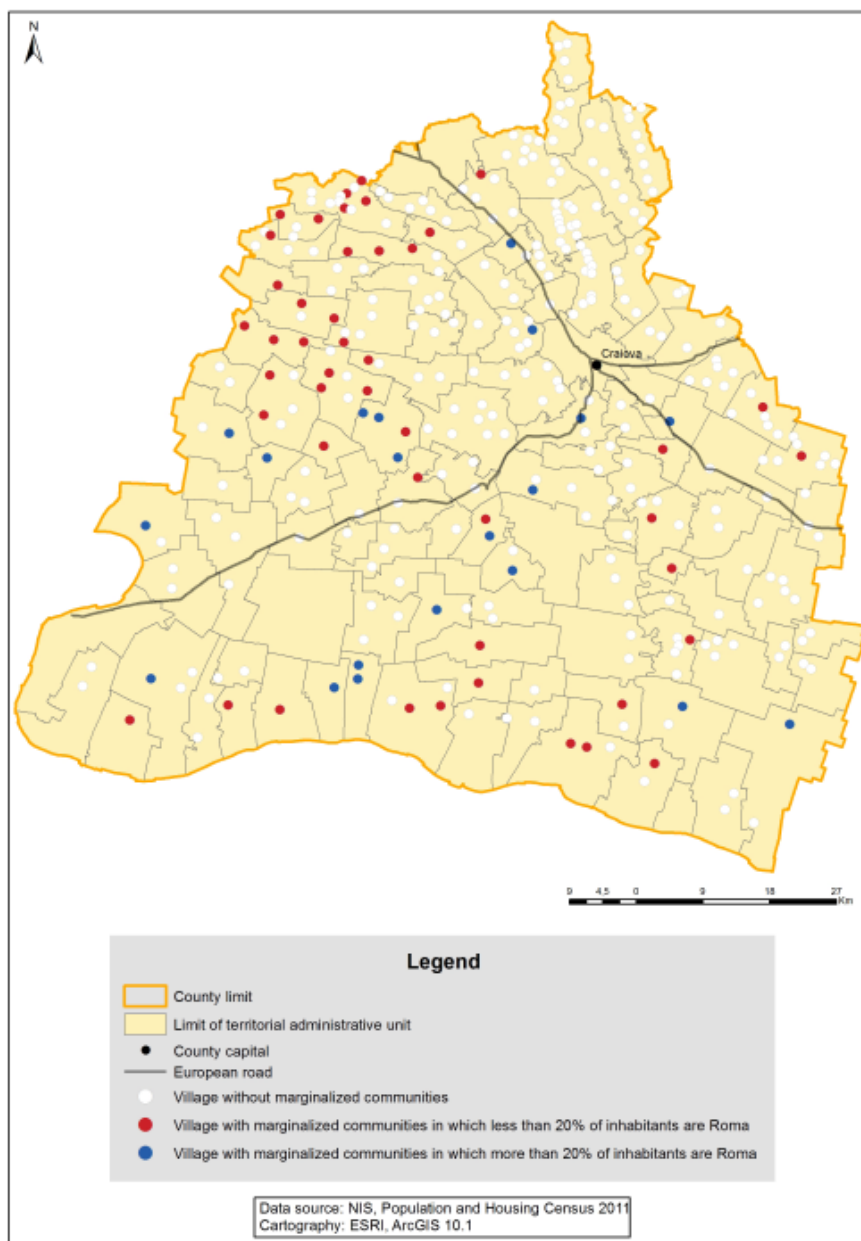 N
Craiova
9 4,5 0 9 18 27
Km
Legend
County limit
Limit of territorial administrative unit
County capital
European road
Village without marginalized communities
Village with marginalized communities in which less than 20% of inhabitants are Roma
Village with marginalized communities in which more than 20% of inhabitants are Roma
Data source: NIS, Population and Housing Census 2011
Cartography: ESRI, ArcGIS 10.1